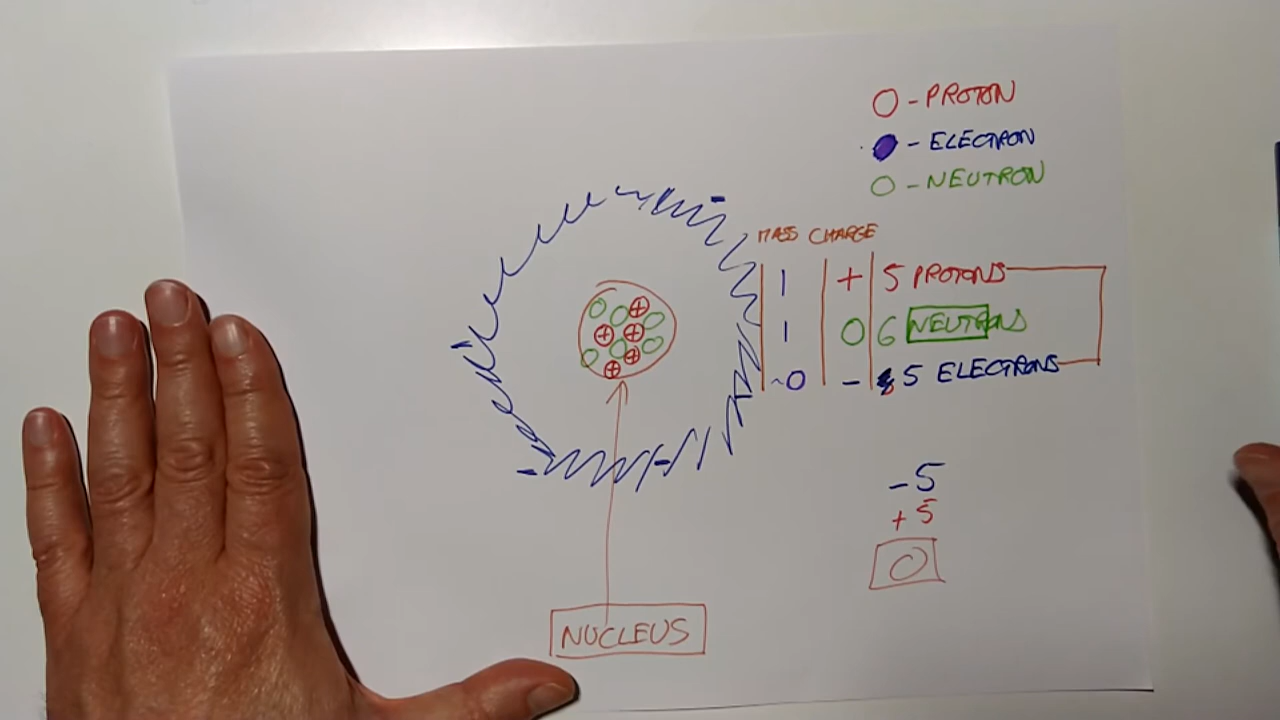 O - PROTON
- ELECTRON
O - NEUTRON
MASS CHARGE
1 + 5 PROTONS
1 0 6 NEUTRONS
~0 - 5 ELECTRONS
-5
+5
0
NUCLEUS